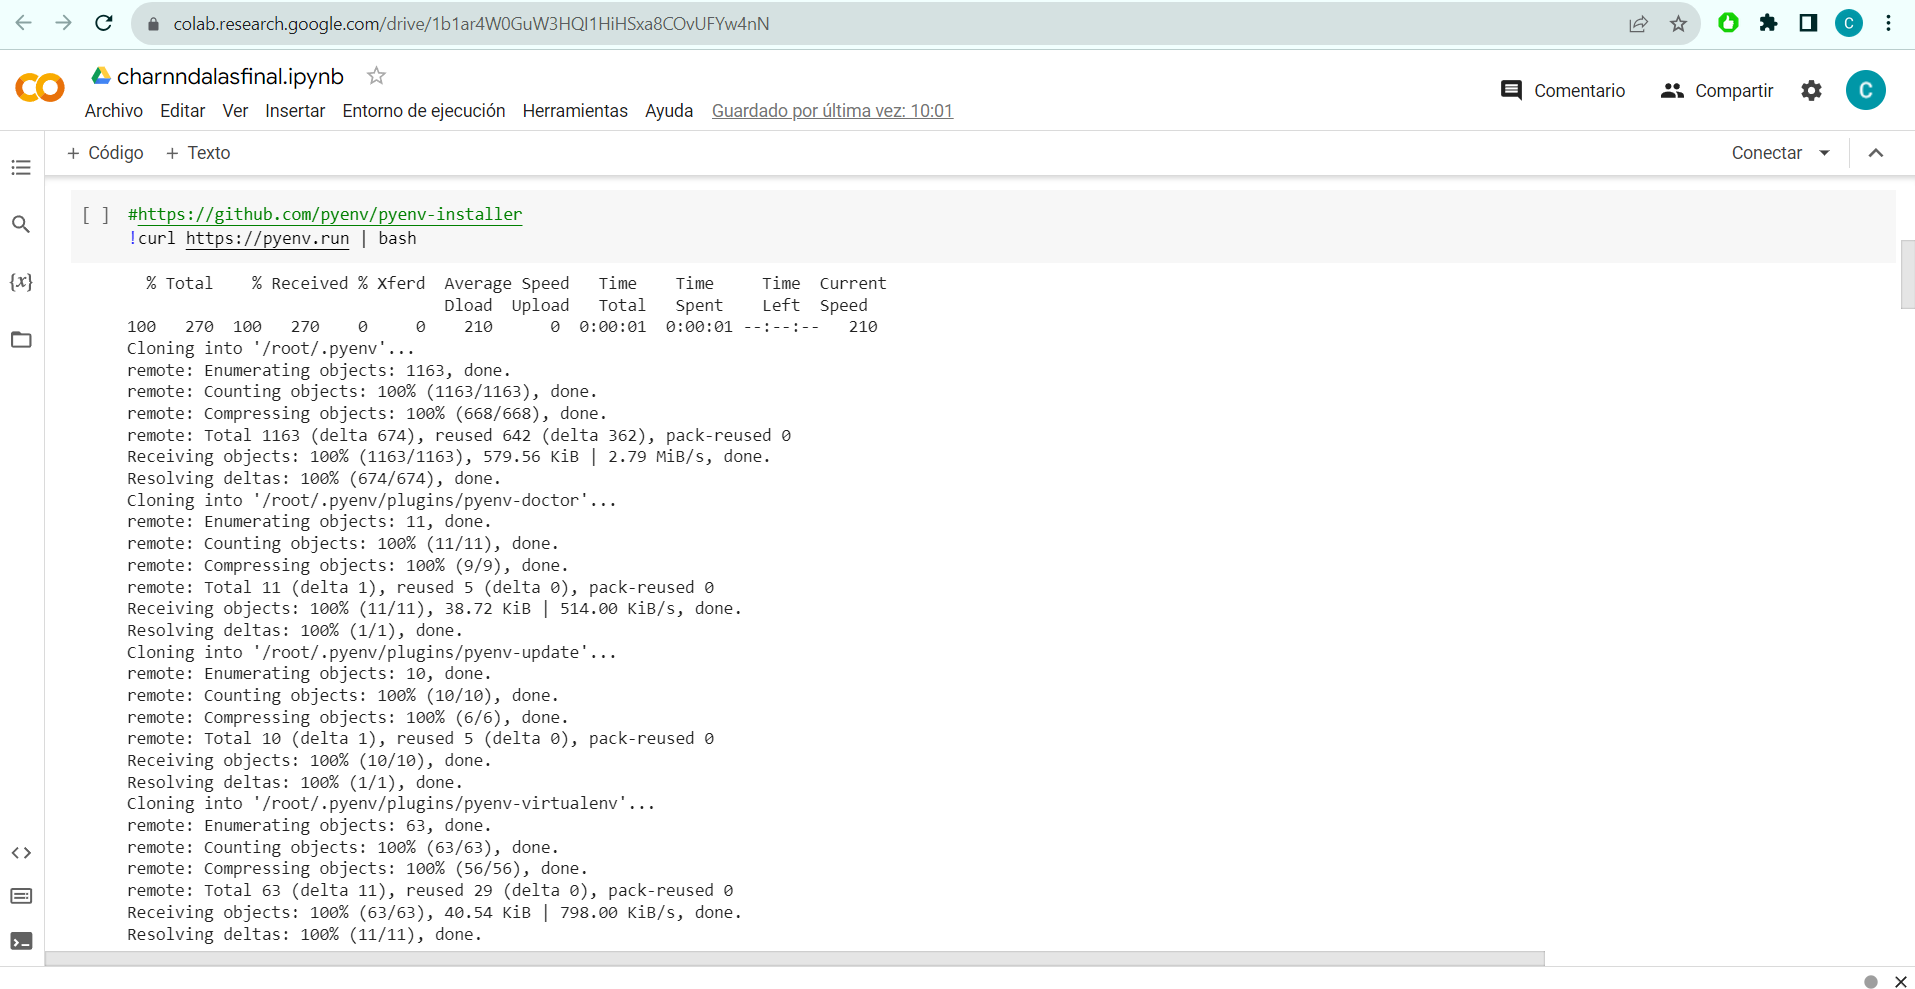 colab.research.google.com/drive/1b1ar4W0GuW3HQI1HiHSxa8COvUFYw4nN
C
charnndalasfinal.ipynb
Archivo Editar Ver Insertar Entorno de ejecución Herramientas Ayuda Guardado por última vez: 10:01
Comentario Compartir C
+ Código + Texto Conectar
[ ] #https://github.com/pyenv/pyenv-installer
!curl https://pyenv.run | bash
{x}
% Total % Received % Xferd Average Speed Time Time Time Current
Dload Upload Total Spent Left Speed
100 270 100 270 0 0 210 0 0:00:01 0:00:01 --:--:-- 210
Cloning into '/root/.pyenv'...
remote: Enumerating objects: 1163, done.
remote: Counting objects: 100% (1163/1163), done.
remote: Compressing objects: 100% (668/668), done.
remote: Total 1163 (delta 674), reused 642 (delta 362), pack-reused 0
Receiving objects: 100% (1163/1163), 579.56 KiB | 2.79 MiB/s, done.
Resolving deltas: 100% (674/674), done.
Cloning into '/root/.pyenv/plugins/pyenv-doctor'...
remote: Enumerating objects: 11, done.
remote: Counting objects: 100% (11/11), done.
remote: Compressing objects: 100% (9/9), done.
remote: Total 11 (delta 1), reused 5 (delta 0), pack-reused 0
Receiving objects: 100% (11/11), 38.72 KiB | 514.00 KiB/s, done.
Resolving deltas: 100% (1/1), done.
Cloning into '/root/.pyenv/plugins/pyenv-update'...
remote: Enumerating objects: 10, done.
remote: Counting objects: 100% (10/10), done.
remote: Compressing objects: 100% (6/6), done.
remote: Total 10 (delta 1), reused 5 (delta 0), pack-reused 0
Receiving objects: 100% (10/10), done.
Resolving deltas: 100% (1/1), done.
Cloning into '/root/.pyenv/plugins/pyenv-virtualenv'...
remote: Enumerating objects: 63, done.
remote: Counting objects: 100% (63/63), done.
remote: Compressing objects: 100% (56/56), done.
remote: Total 63 (delta 11), reused 29 (delta 0), pack-reused 0
Receiving objects: 100% (63/63), 40.54 KiB | 798.00 KiB/s, done.
Resolving deltas: 100% (11/11), done.